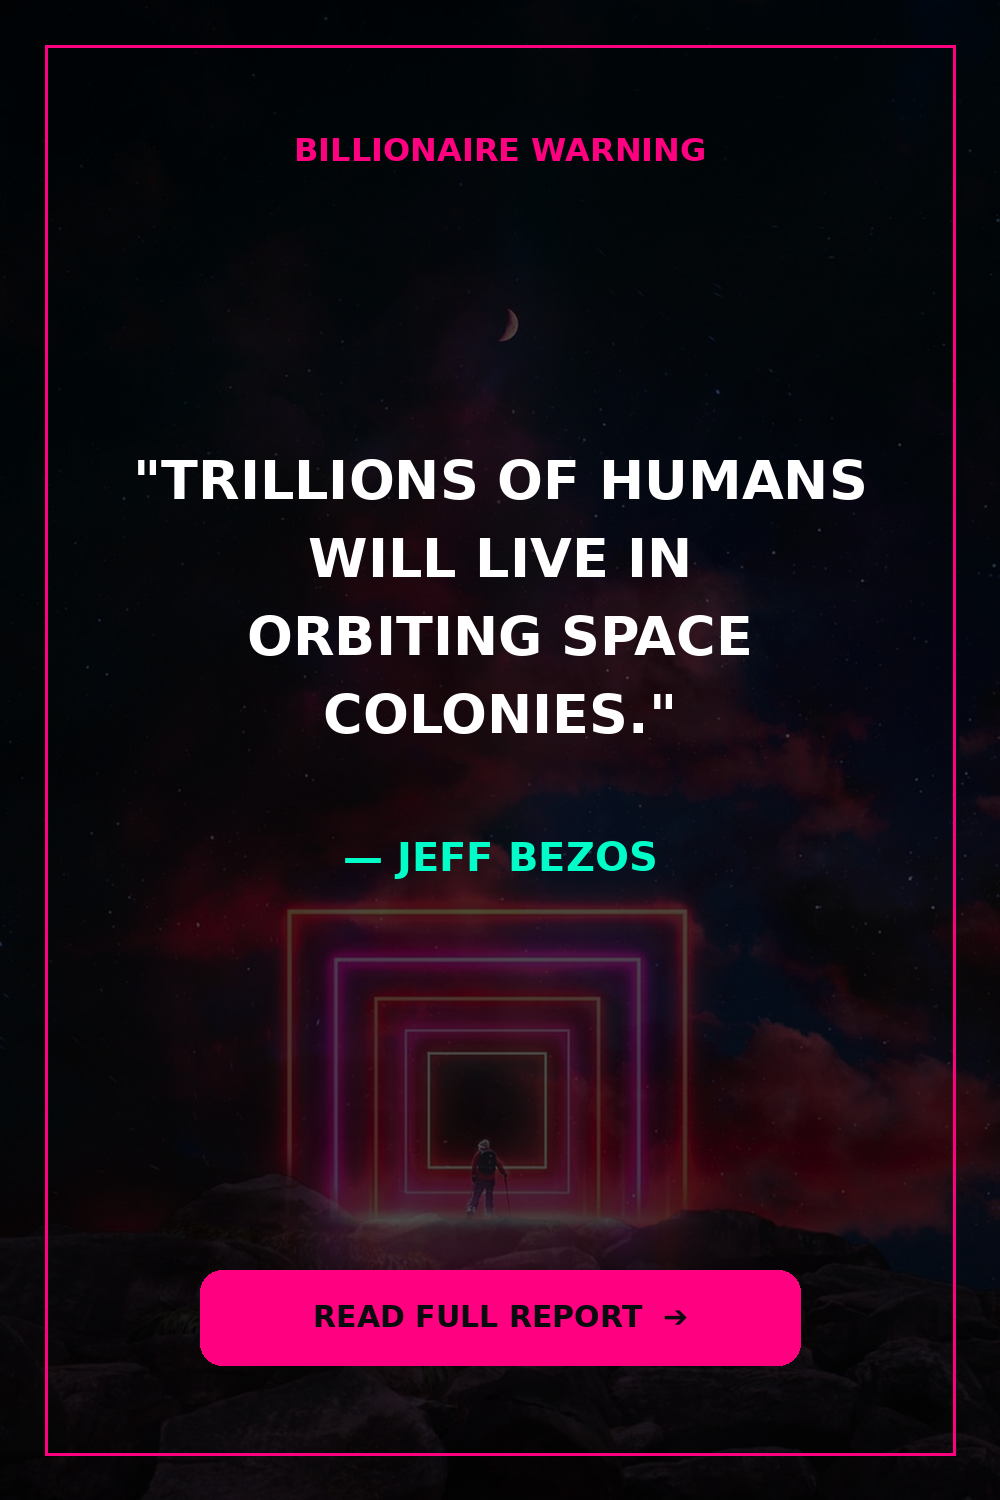 BILLIONAIRE WARNING
"TRILLIONS OF HUMANS
WILL LIVE IN
ORBITING SPACE
COLONIES."
— JEFF BEZOS
READ FULL REPORT ➔